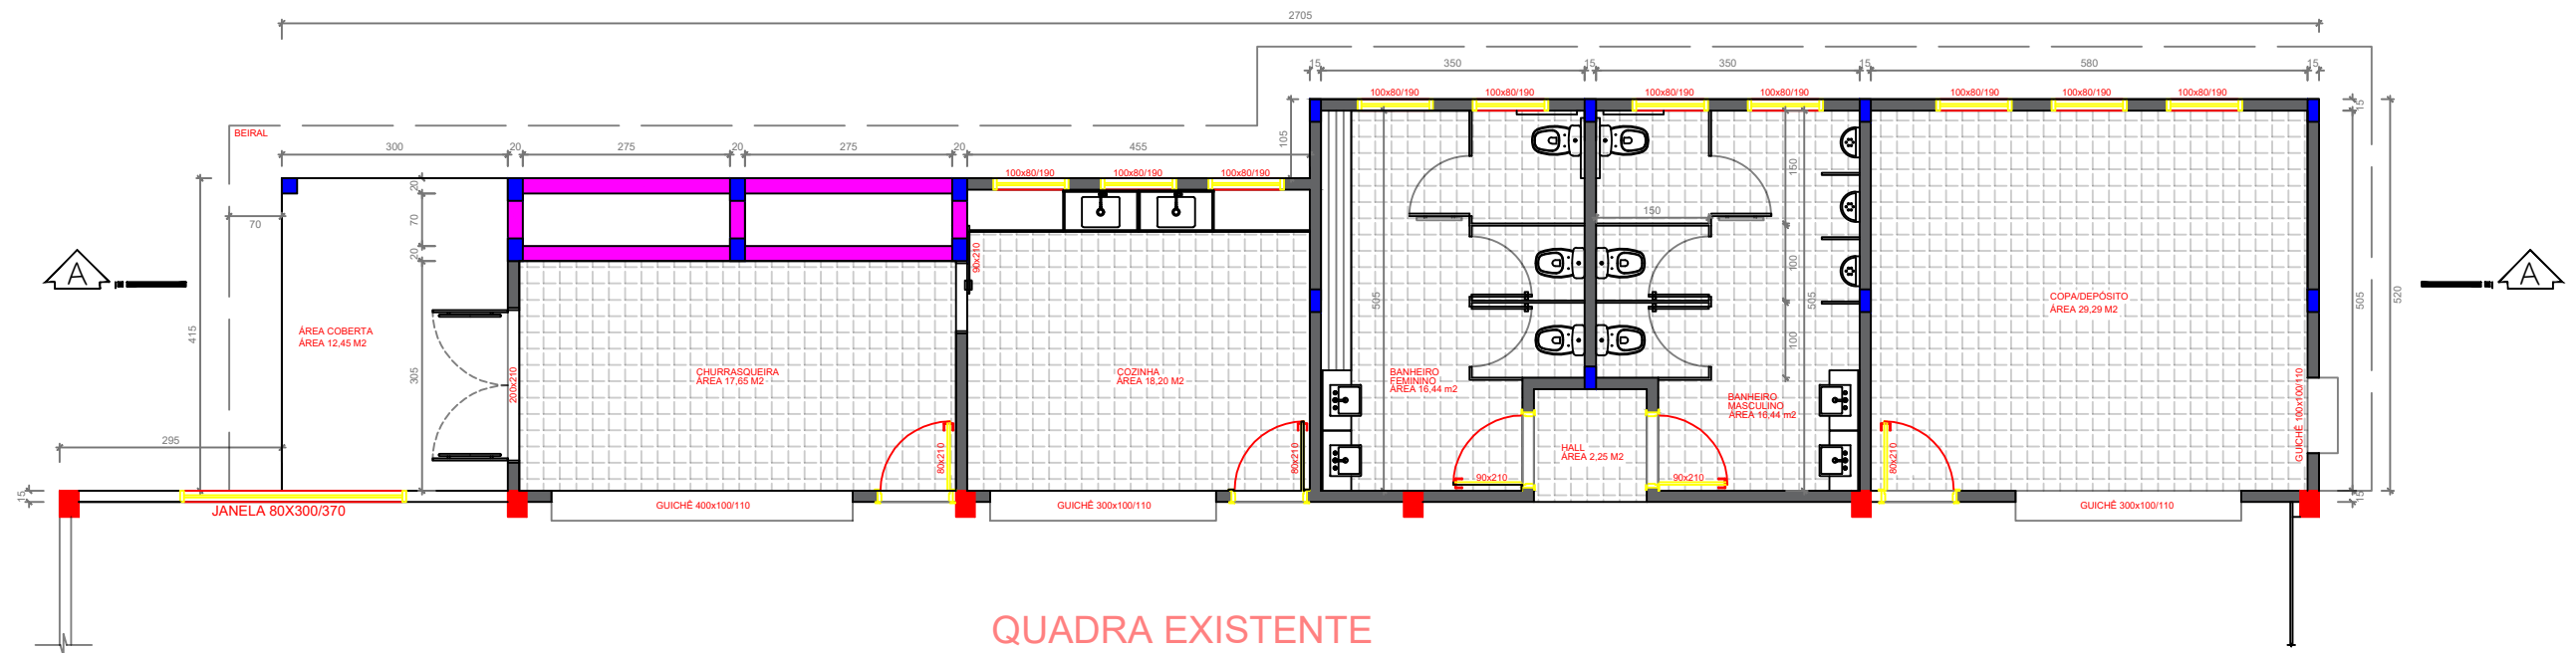 2705
15
350
15
350
15
580
15
100x80/190
100x80/190
100x80/190
100x80/190
100x80/190
100x80/190
100x80/190
15
BEIRAL
105
300
20
275
20
275
20
455
100x80/190
100x80/190
100x80/190
20
70
20
70
150
150
100
100
90x210
A
A
505
505
505
520
415
305
ÁREA COBERTA
ÁREA 12,45 M2
COPA/DEPÓSITO
ÁREA 29,29 M2
CHURRASQUEIRA
ÁREA 17,65 M2
COZINHA
ÁREA 18,20 M2
BANHEIRO
FEMININO
ÁREA 16,44 m2
BANHEIRO
MASCULINO
ÁREA 16,44 m2
200x210
GUICHÊ 100x100/110
295
HALL
ÁREA 2,25 M2
80x210
80x210
90x210
90x210
80x210
15
15
JANELA 80X300/370
GUICHÊ 400x100/110
GUICHÊ 300x100/110
GUICHÊ 300x100/110
QUADRA EXISTENTE